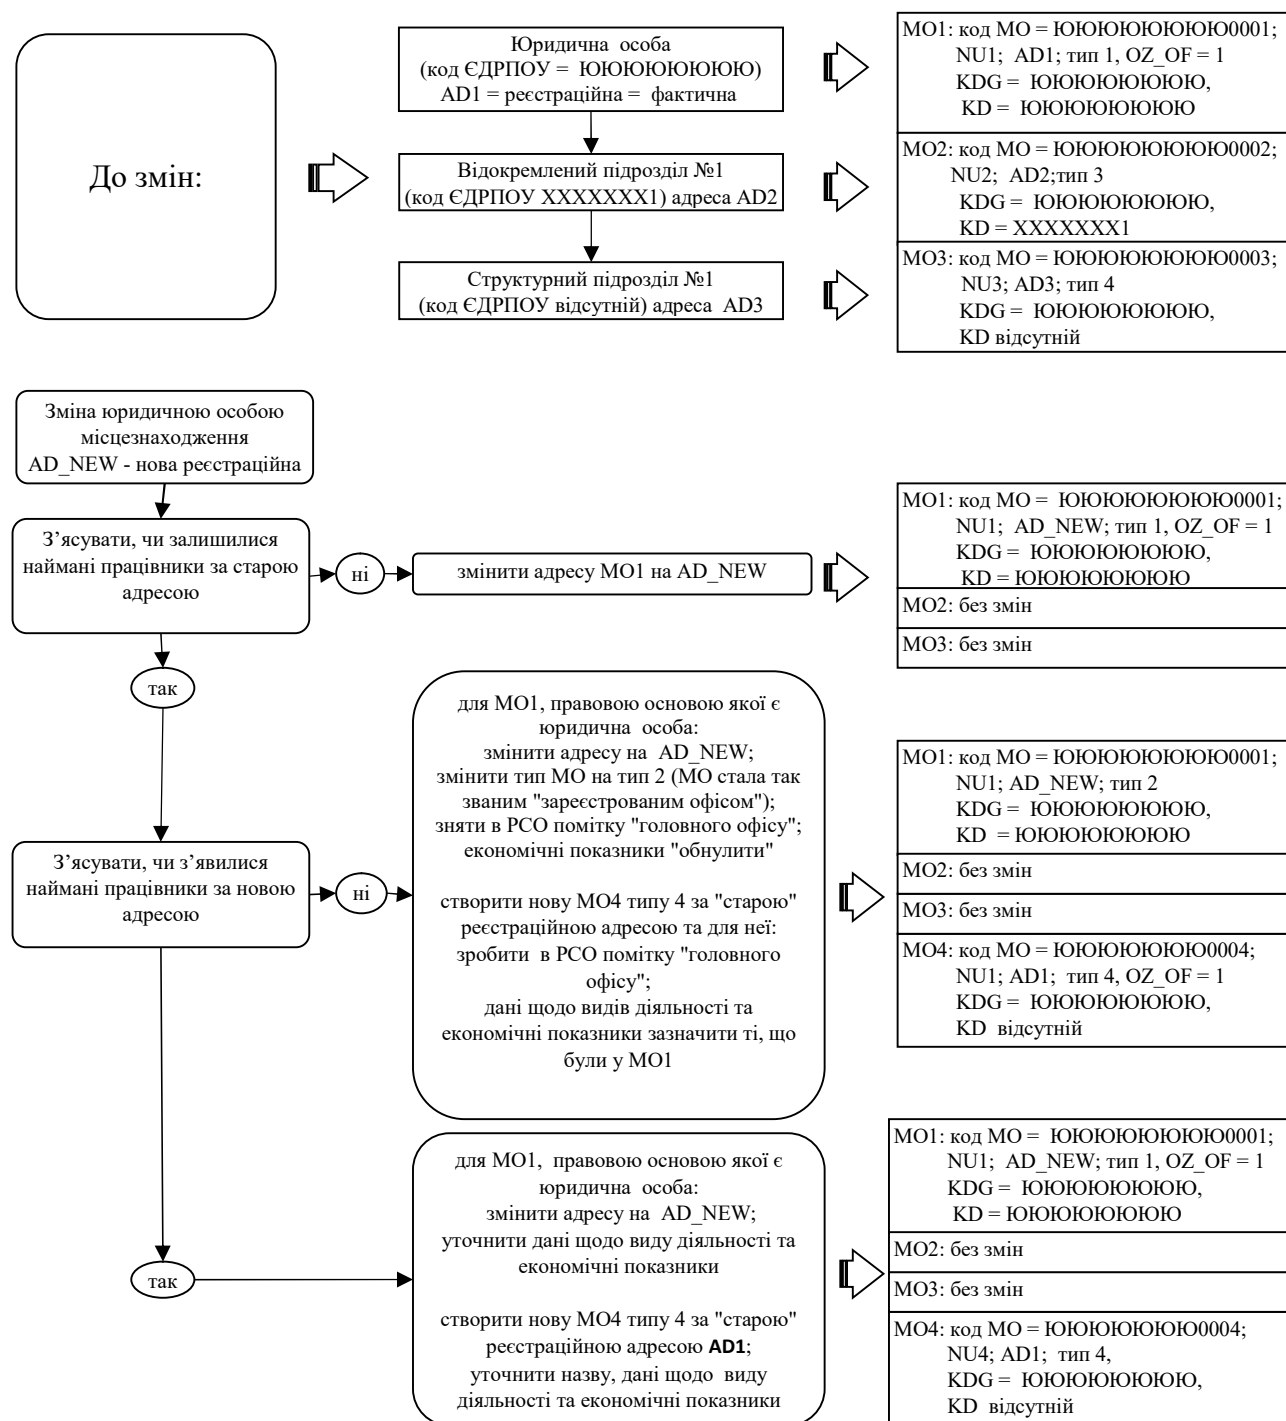 До змін:
Юридична особа
(код ЄДРПОУ = ЮЮЮЮЮЮЮЮ)
AD1 = реєстраційна = фактична
Відокремлений підрозділ №1
(код ЄДРПОУ XXXXXXX1) адреса AD2
Структурний підрозділ №1
(код ЄДРПОУ відсутній) адреса AD3
МО1: код МО = ЮЮЮЮЮЮЮЮ0001;
NU1; AD1; тип 1, OZ_OF = 1
KDG = ЮЮЮЮЮЮЮЮ,
KD = ЮЮЮЮЮЮЮЮ
МО2: код МО = ЮЮЮЮЮЮЮЮ0002;
NU2; AD2;тип 3
KDG = ЮЮЮЮЮЮЮЮ,
KD = XXXXXXX1
МО3: код МО = ЮЮЮЮЮЮЮЮ0003;
NU3; AD3; тип 4
KDG = ЮЮЮЮЮЮЮЮ,
KD відсутній
Зміна юридичною особою
місцезнаходження
AD_NEW - нова реєстраційна
З’ясувати, чи залишилися
наймані працівники за старою
адресою
ні
змінити адресу МО1 на AD_NEW
МО1: код МО = ЮЮЮЮЮЮЮЮ0001;
NU1; AD_NEW; тип 1, OZ_OF = 1
KDG = ЮЮЮЮЮЮЮЮ,
KD = ЮЮЮЮЮЮЮЮ
МО2: без змін
МО3: без змін
так
З’ясувати, чи з’явилися
наймані працівники за новою
адресою
ні
для МО1, правовою основою якої є
юридична особа:
змінити адресу на AD_NEW;
змінити тип МО на тип 2 (МО стала так
званим "зареєстрованим офісом");
зняти в РСО помітку "головного офісу";
економічні показники "обнулити"
створити нову МО4 типу 4 за "старою"
реєстраційною адресою та для неї:
зробити в РСО помітку "головного
офісу";
дані щодо видів діяльності та
економічні показники зазначити ті, що
були у МО1
МО1: код МО = ЮЮЮЮЮЮЮЮ0001;
NU1; AD_NEW; тип 2
KDG = ЮЮЮЮЮЮЮЮ,
KD = ЮЮЮЮЮЮЮЮ
МО2: без змін
МО3: без змін
МО4: код МО = ЮЮЮЮЮЮЮ0004;
NU1; AD1; тип 4, OZ_OF = 1
KDG = ЮЮЮЮЮЮЮЮ,
KD відсутній
так
для МО1, правовою основою якої є
юридична особа:
змінити адресу на AD_NEW;
уточнити дані щодо виду діяльності та
економічні показники
створити нову МО4 типу 4 за "старою"
реєстраційною адресою AD1;
уточнити назву, дані щодо виду
діяльності та економічні показники
МО1: код МО = ЮЮЮЮЮЮЮЮ0001;
NU1; AD_NEW; тип 1, OZ_OF = 1
KDG = ЮЮЮЮЮЮЮЮ,
KD = ЮЮЮЮЮЮЮЮ
МО2: без змін
МО3: без змін
МО4: код МО = ЮЮЮЮЮЮЮ0004;
NU4; AD1; тип 4,
KDG = ЮЮЮЮЮЮЮЮ,
KD відсутній